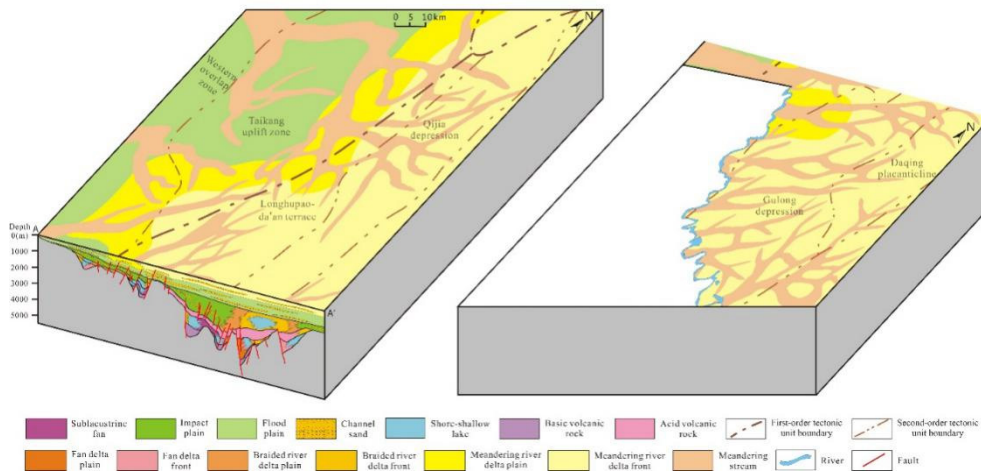 0 5 10km
N
Western
overlap
zone
Taikang
uplift zone
Qijia
depression
Longhupao-
da'an terrace
Depth A
0(m)
1000
2000
3000
4000
5000
A'
N
Daqing
placanticline
Gulong
depression
Sublacustrine fan
Impact plain
Flood plain
Channel sand
Shore-shallow lake
Basic volcanic rock
Acid volcanic rock
First-order tectonic unit boundary
Second-order tectonic unit boundary
Fan delta plain
Fan delta front
Braided river delta plain
Braided river delta front
Meandering river delta plain
Meandering river delta front
Meandering stream
River
Fault